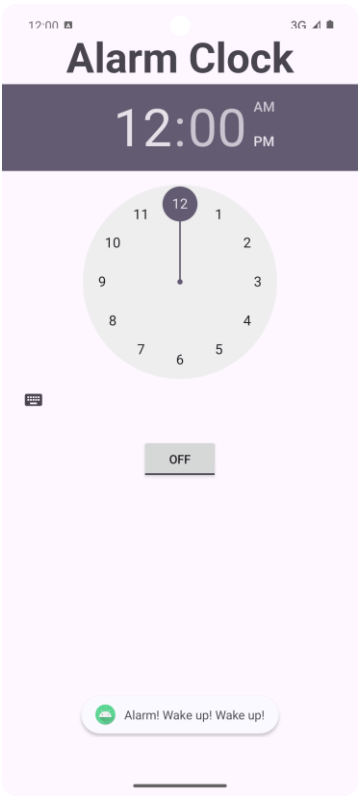 12:00 3G
Alarm Clock
12:00 AM
PM
12
11 1
10 2
9 3
8 4
7 5
6
OFF
Alarm! Wake up! Wake up!